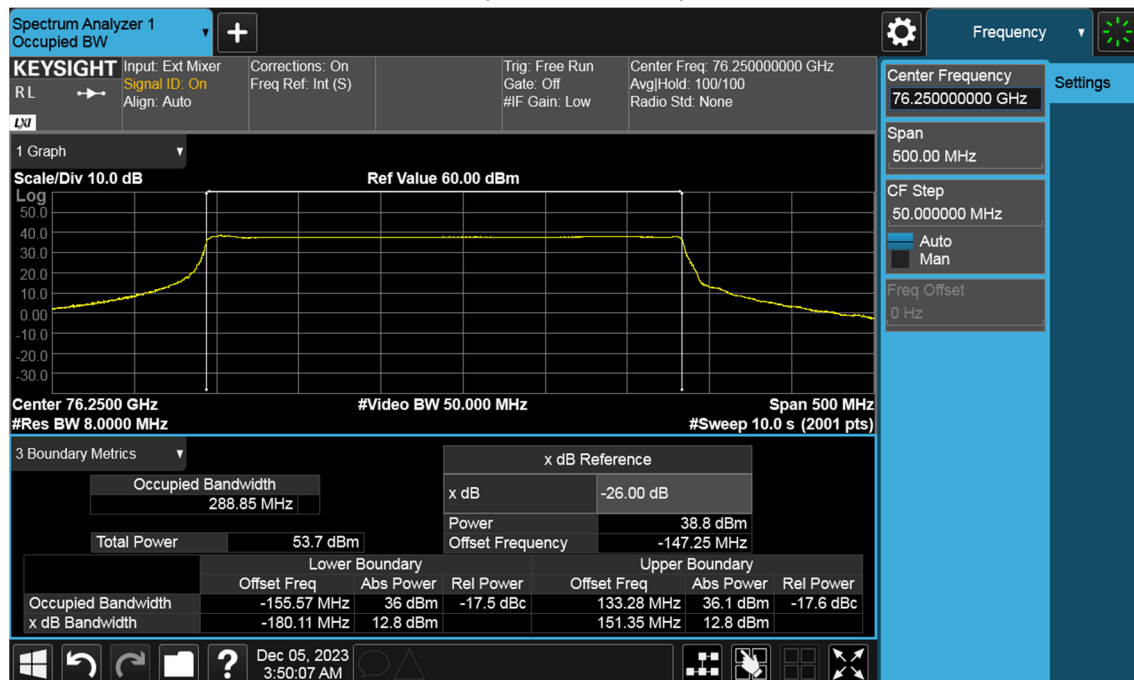 Spectrum Analyzer 1
Occupied BW
Frequency
KEYSIGHT Input: Ext Mixer Corrections: On Trig: Free Run Center Freq: 76.250000000 GHz
RL Signal ID: On Freq Ref: Int (S) Gate: Off Avg|Hold: 100/100
Align: Auto #IF Gain: Low Radio Std: None
LXI
Center Frequency
76.250000000 GHz
Settings
Span
500.00 MHz
CF Step
50.000000 MHz
Auto
Man
Freq Offset
0 Hz
1 Graph
Scale/Div 10.0 dB Ref Value 60.00 dBm
Log
50.0
40.0
30.0
20.0
10.0
0.00
-10.0
-20.0
-30.0
Center 76.2500 GHz #Video BW 50.000 MHz Span 500 MHz
#Res BW 8.0000 MHz #Sweep 10.0 s (2001 pts)
3 Boundary Metrics
x dB Reference
Occupied Bandwidth
288.85 MHz
x dB -26.00 dB
Power 38.8 dBm
Total Power 53.7 dBm Offset Frequency -147.25 MHz
Lower Boundary Upper Boundary
Offset Freq Abs Power Rel Power Offset Freq Abs Power Rel Power
Occupied Bandwidth -155.57 MHz 36 dBm -17.5 dBc 133.28 MHz 36.1 dBm -17.6 dBc
x dB Bandwidth -180.11 MHz 12.8 dBm 151.35 MHz 12.8 dBm
? Dec 05, 2023
3:50:07 AM